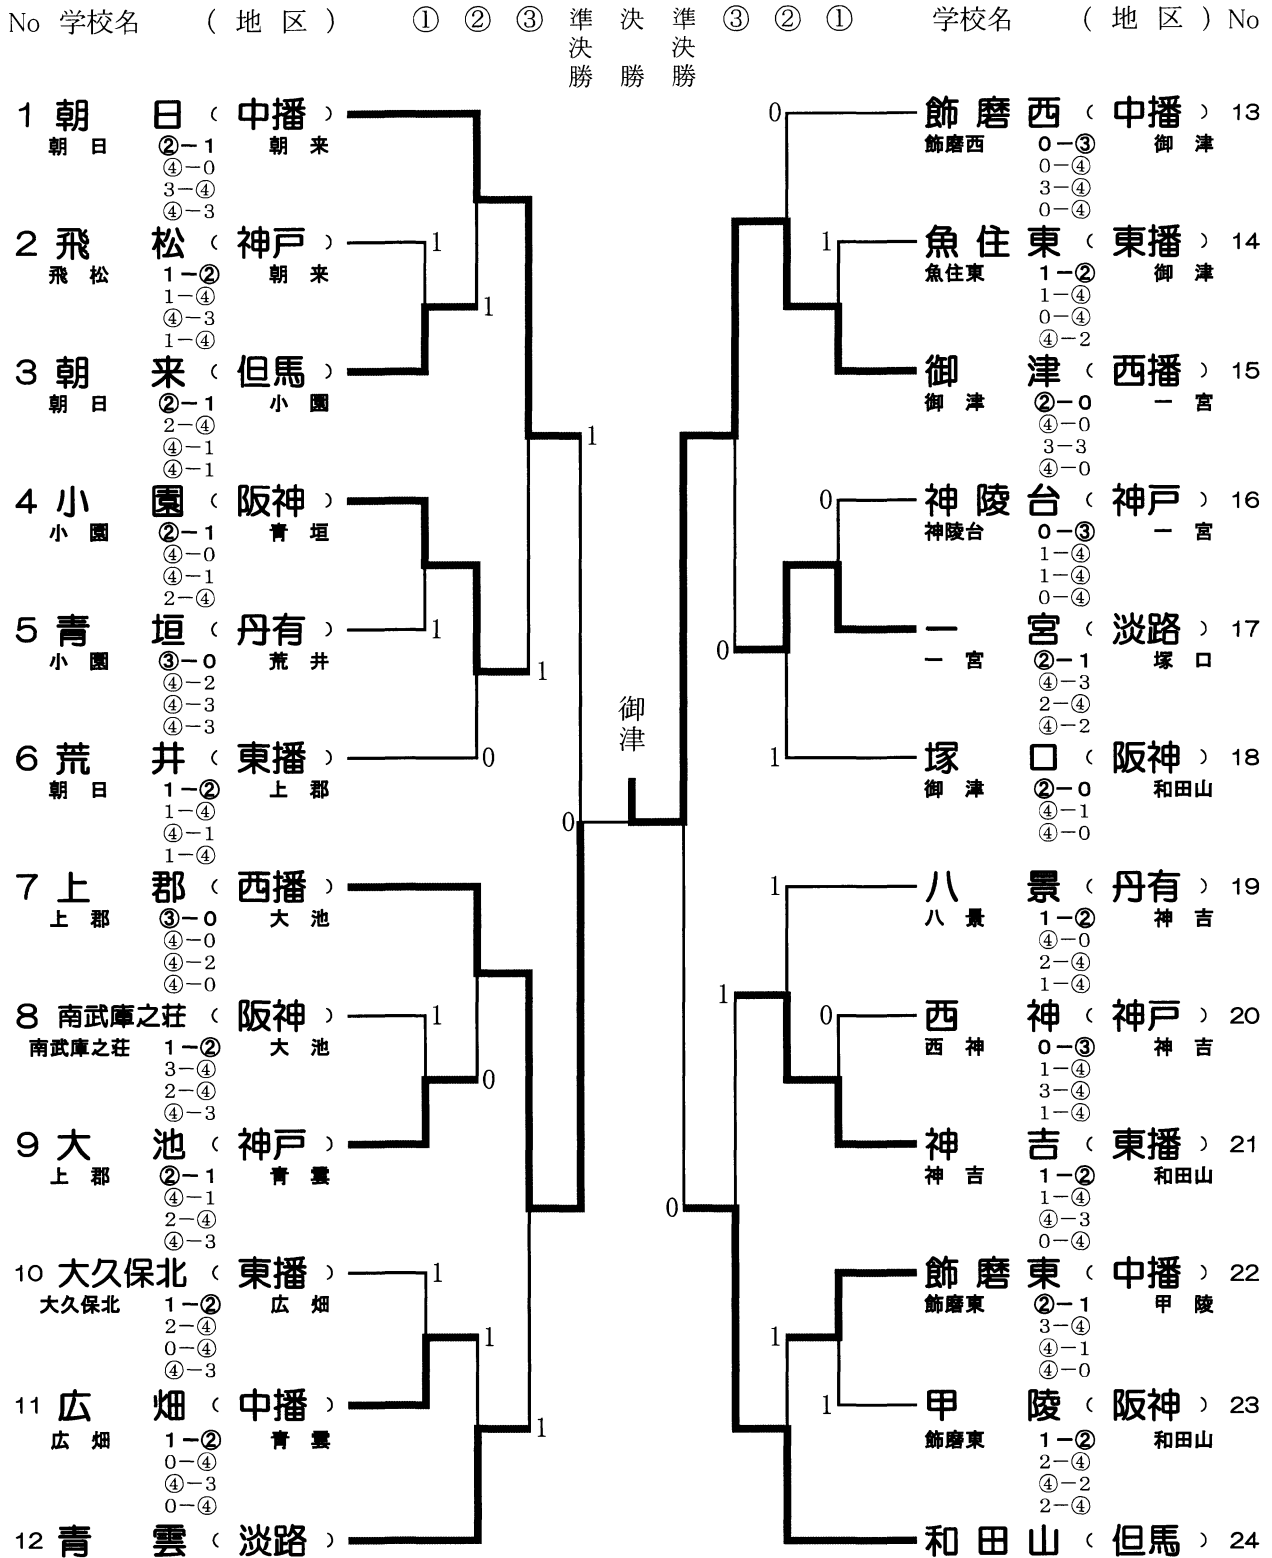 No 学校名 (地区) ① ② ③ 準決勝 決勝 準決勝 ③ ② ① 学校名 (地区) No
1 朝日 (中播)
朝日 ②-1 朝来
④-0
3-④
④-3
2 飛松 (神戸) 1
飛松 1-② 朝来
1-④
④-3
1-④
1
3 朝来 (但馬)
朝日 ②-1 小園
2-④
④-1
④-1
1
4 小園 (阪神)
小園 ②-1 青垣
④-0
④-1
2-④
5 青垣 (丹有) 1
小園 ③-0 荒井
④-2
④-3
④-3
1
6 荒井 (東播) 0
朝日 1-② 上郡
1-④
④-1
1-④
0
7 上郡 (西播)
上郡 ③-0 大池
④-0
④-2
④-0
8 南武庫之荘 (阪神) 1
南武庫之荘 1-② 大池
3-④
2-④
④-3
0
9 大池 (神戸)
上郡 ②-1 青雲
④-1
2-④
④-3
10 大久保北 (東播) 1
大久保北 1-② 広畑
2-④
0-④
④-3
1
11 広畑 (中播)
広畑 1-② 青雲
0-④
④-3
0-④
1
12 青雲 (淡路)
御津
0 飾磨西 (中播) 13
飾磨西 0-③ 御津
0-④
3-④
0-④
1 魚住東 (東播) 14
魚住東 1-② 御津
1-④
0-④
④-2
御津 (西播) 15
御津 ②-0 一宮
④-0
3-3
④-0
0 神陵台 (神戸) 16
神陵台 0-③ 一宮
1-④
1-④
0-④
一宮 (淡路) 17
一宮 ②-1 塚口
④-3
2-④
④-2
0
1 塚口 (阪神) 18
御津 ②-0 和田山
④-1
④-0
1 八景 (丹有) 19
八景 1-② 神吉
④-0
2-④
1-④
1
0 西神 (神戸) 20
西神 0-③ 神吉
1-④
3-④
1-④
神吉 (東播) 21
神吉 1-② 和田山
1-④
④-3
0-④
0
飾磨東 (中播) 22
飾磨東 ②-1 甲陵
3-④
④-1
④-0
1
1 甲陵 (阪神) 23
飾磨東 1-② 和田山
2-④
④-2
2-④
和田山 (但馬) 24